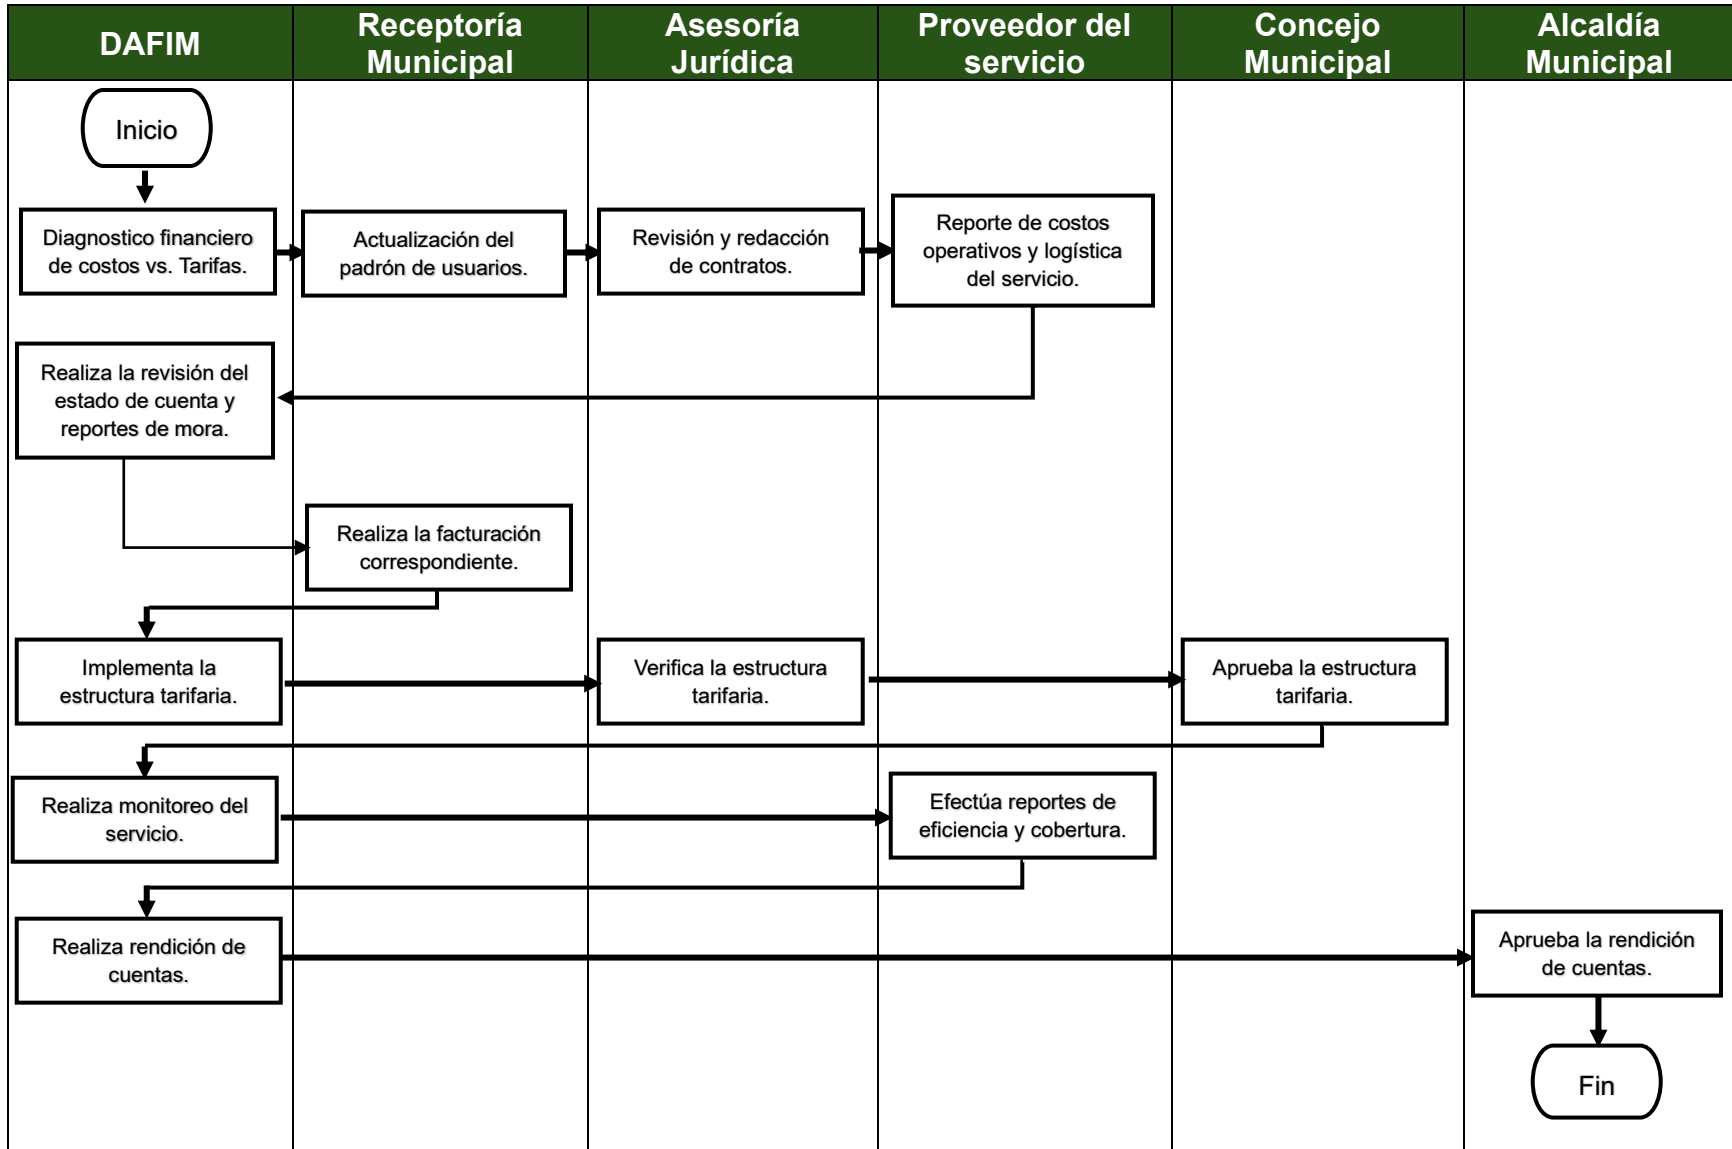 DAFIM
Receptoría
Municipal
Asesoría
Jurídica
Proveedor del
servicio
Concejo
Municipal
Alcaldía
Municipal
Inicio
Diagnostico financiero
de costos vs. Tarifas.
Actualización del
padrón de usuarios.
Revisión y redacción
de contratos.
Reporte de costos
operativos y logística
del servicio.
Realiza la revisión del
estado de cuenta y
reportes de mora.
Realiza la facturación
correspondiente.
Implementa la
estructura tarifaria.
Verifica la estructura
tarifaria.
Aprueba la estructura
tarifaria.
Realiza monitoreo del
servicio.
Efectúa reportes de
eficiencia y cobertura.
Realiza rendición de
cuentas.
Aprueba la rendición
de cuentas.
Fin